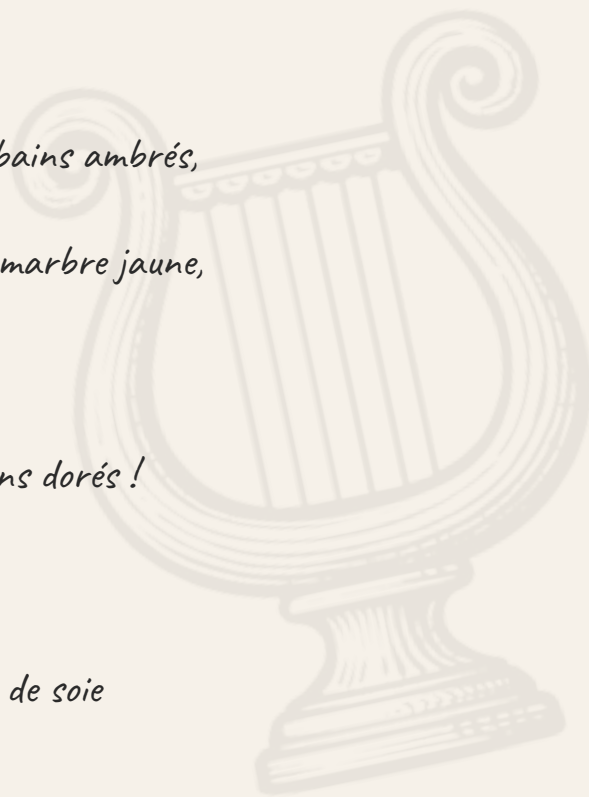 bains ambrés,
marbre jaune,
ns dorés !
de soie